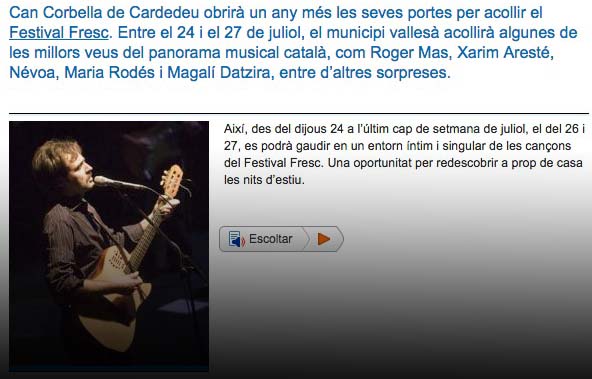 Can Corbella de Cardedeu obrirà un any més les seves portes per acollir el
Festival Fresc. Entre el 24 i el 27 de juliol, el municipi vallesà acollirà algunes de
les millors veus del panorama musical català, com Roger Mas, Xarim Aresté,
Névoa, Maria Rodés i Magalí Datzira, entre d'altres sorpreses.
Així, des del dijous 24 a l'últim cap de setmana de juliol, el del 26 i
27, es podrà gaudir en un entorn íntim i singular de les cançons
del Festival Fresc. Una oportunitat per redescobrir a prop de casa
les nits d'estiu.
Escoltar